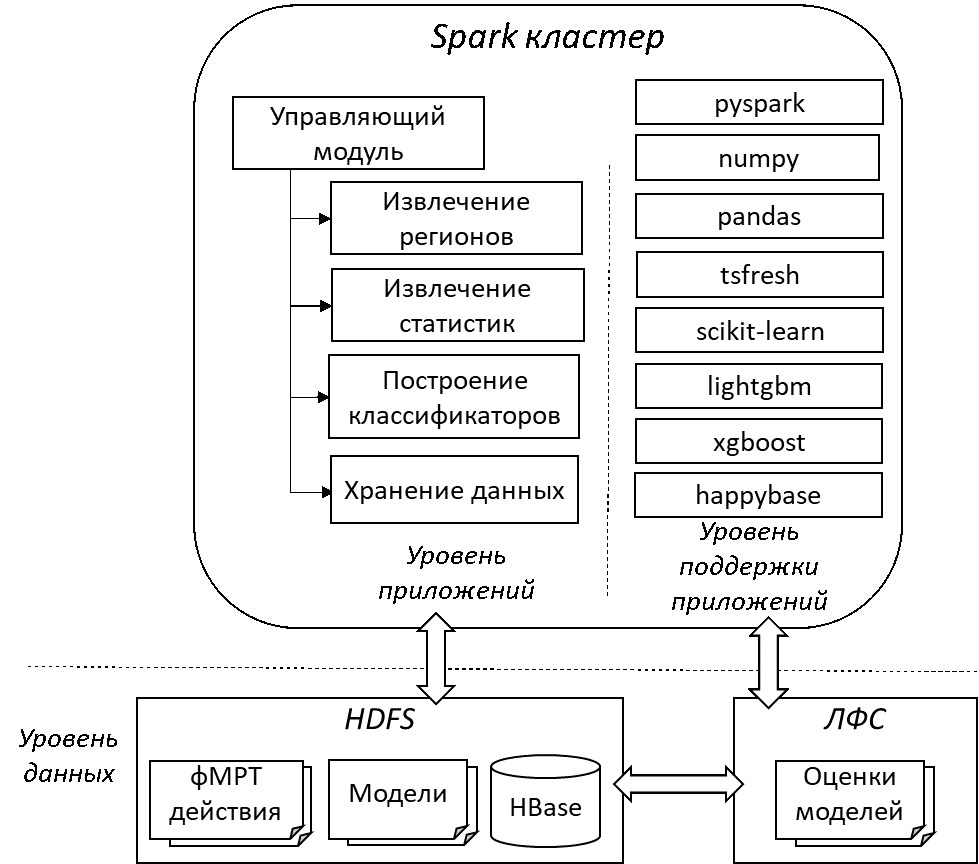 Spark кластер
Управляющий
модуль
Извлечение
регионов
Извлечение
статистик
Построение
классификаторов
Хранение данных
Уровень
приложений
pyspark
numpy
pandas
tsfresh
scikit-learn
lightgbm
xgboost
happybase
Уровень
поддержки
приложений
Уровень
данных
HDFS
фМРТ
действия
Модели
HBase
ЛФС
Оценки
моделей